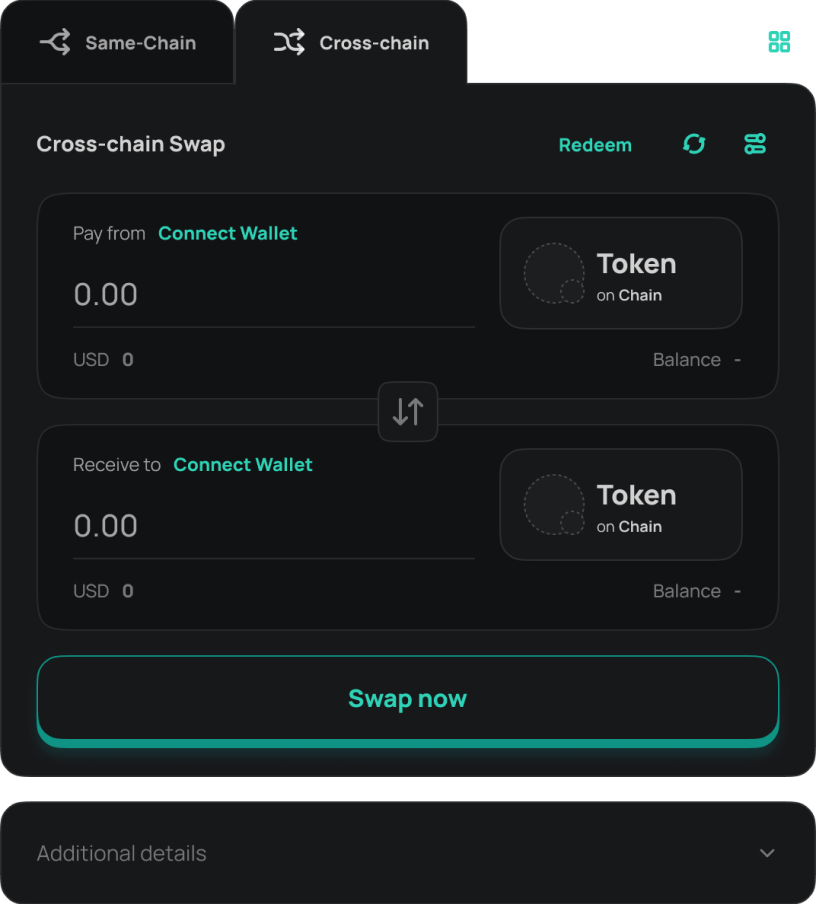 Same-Chain
Cross-chain
Cross-chain Swap
Redeem
Pay from Connect Wallet
0.00
Token
on Chain
USD 0
Balance -
Receive to Connect Wallet
0.00
Token
on Chain
USD 0
Balance -
Swap now
Additional details